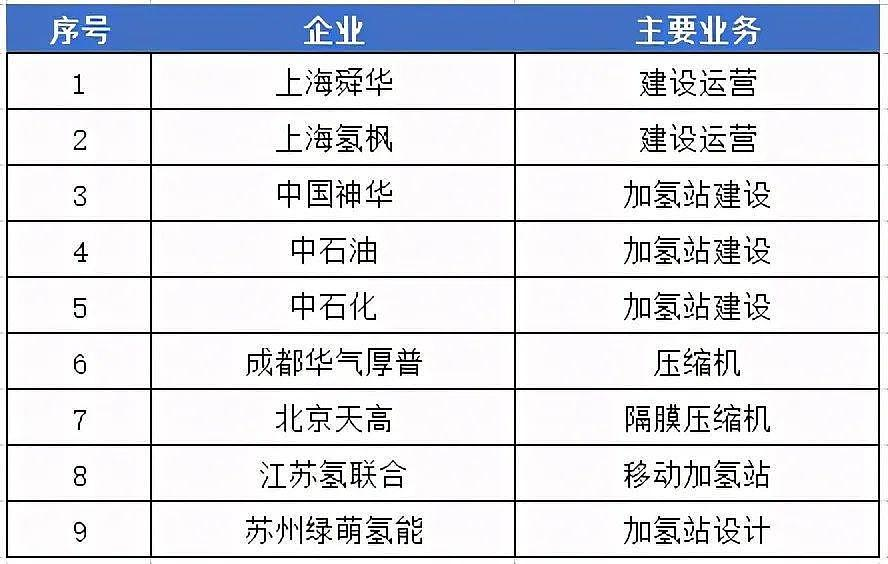 序号 企业 主要业务
1 上海舜华 建设运营
2 上海氢枫 建设运营
3 中国神华 加氢站建设
4 中石油 加氢站建设
5 中石化 加氢站建设
6 成都华气厚普 压缩机
7 北京天高 隔膜压缩机
8 江苏氢联合 移动加氢站
9 苏州绿萌氢能 加氢站设计